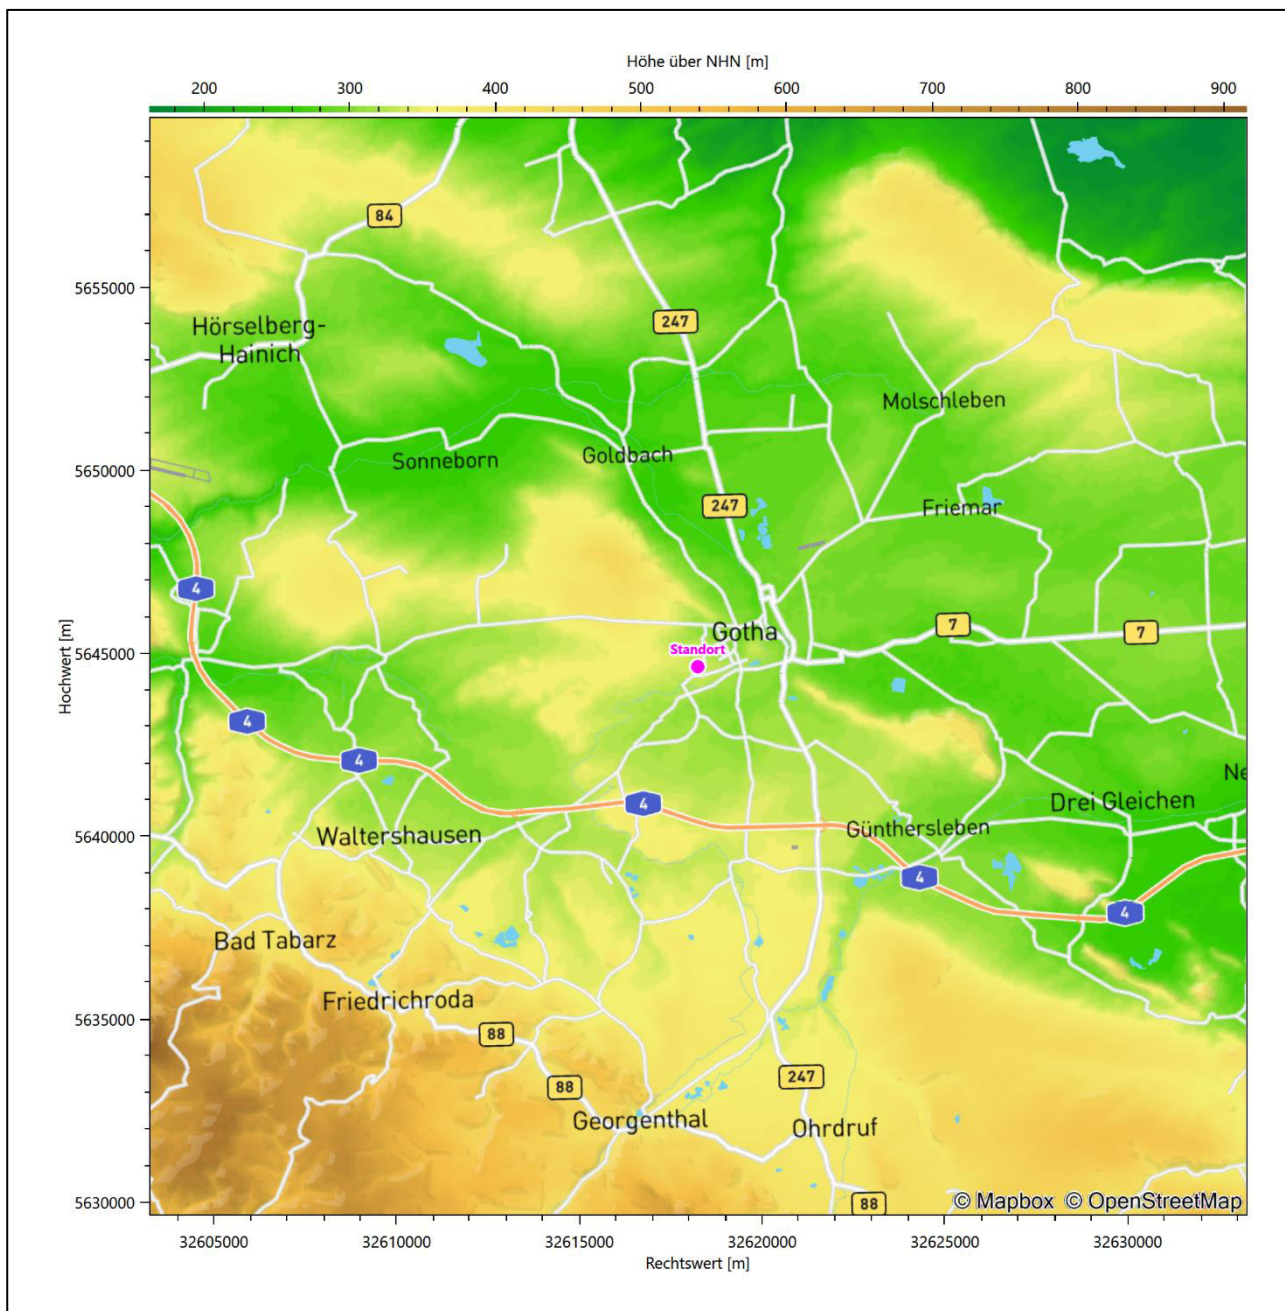 Höhe über NHN [m]
200 300 400 500 600 700 800 900
84
5655000
Hörselberg-
Hainich
247
Molschleben
5650000
Sonneborn
Goldbach
247
Friemar
4
7
7
Gotha
5645000
Standort
Hochwert [m]
4
4
Ne
4
Drei Gleichen
5640000
Waltershausen
Günthersleben
4
4
Bad Tabarz
Friedrichroda
5635000
88
247
88
Georgenthal
Ohrdruf
5630000
88
© Mapbox © OpenStreetMap
32605000 32610000 32615000 32620000 32625000 32630000
Rechtswert [m]